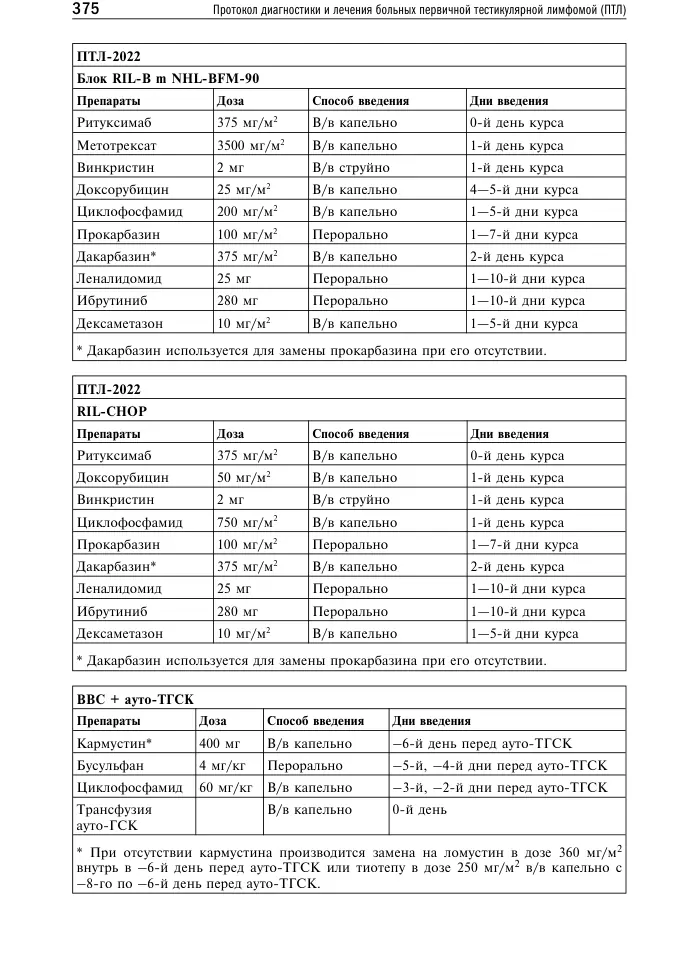 375 Протокол диагностики и лечения больных первичной тестикулярной лимфомой (ПТЛ)
ПТЛ-2022
Блок RIL-B m NHL-BFM-90
Препараты Доза Способ введения Дни введения
Ритуксимаб 375 мг/м² В/в капельно 0-й день курса
Метотрексат 3500 мг/м² В/в капельно 1-й день курса
Винкристин 2 мг В/в струйно 1-й день курса
Доксорубицин 25 мг/м² В/в капельно 4—5-й дни курса
Циклофосфамид 200 мг/м² В/в капельно 1—5-й дни курса
Прокарбазин 100 мг/м² Перорально 1—7-й дни курса
Дакарбазин* 375 мг/м² В/в капельно 2-й день курса
Леналидомид 25 мг Перорально 1—10-й дни курса
Ибрутиниб 280 мг Перорально 1—10-й дни курса
Дексаметазон 10 мг/м² В/в капельно 1—5-й дни курса
* Дакарбазин используется для замены прокарбазина при его отсутствии.
ПТЛ-2022
RIL-CHOP
Препараты Доза Способ введения Дни введения
Ритуксимаб 375 мг/м² В/в капельно 0-й день курса
Доксорубицин 50 мг/м² В/в капельно 1-й день курса
Винкристин 2 мг В/в струйно 1-й день курса
Циклофосфамид 750 мг/м² В/в капельно 1-й день курса
Прокарбазин 100 мг/м² Перорально 1—7-й дни курса
Дакарбазин* 375 мг/м² В/в капельно 2-й день курса
Леналидомид 25 мг Перорально 1—10-й дни курса
Ибрутиниб 280 мг Перорально 1—10-й дни курса
Дексаметазон 10 мг/м² В/в капельно 1—5-й дни курса
* Дакарбазин используется для замены прокарбазина при его отсутствии.
BBC + ауто-ТГСК
Препараты Доза Способ введения Дни введения
Кармустин* 400 мг В/в капельно −6-й день перед ауто-ТГСК
Бусульфан 4 мг/кг Перорально −5-й, −4-й дни перед ауто-ТГСК
Циклофосфамид 60 мг/кг В/в капельно −3-й, −2-й дни перед ауто-ТГСК
Трансфузия В/в капельно 0-й день
ауто-ГСК
* При отсутствии кармустина производится замена на ломустин в дозе 360 мг/м²
внутрь в −6-й день перед ауто-ТГСК или тиотепу в дозе 250 мг/м² в/в капельно с
−8-го по −6-й день перед ауто-ТГСК.